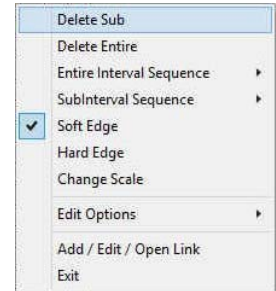 Delete Sub
Delete Entire
Entire Interval Sequence
SubInterval Sequence
Soft Edge
Hard Edge
Change Scale
Edit Options
Add / Edit / Open Link
Exit